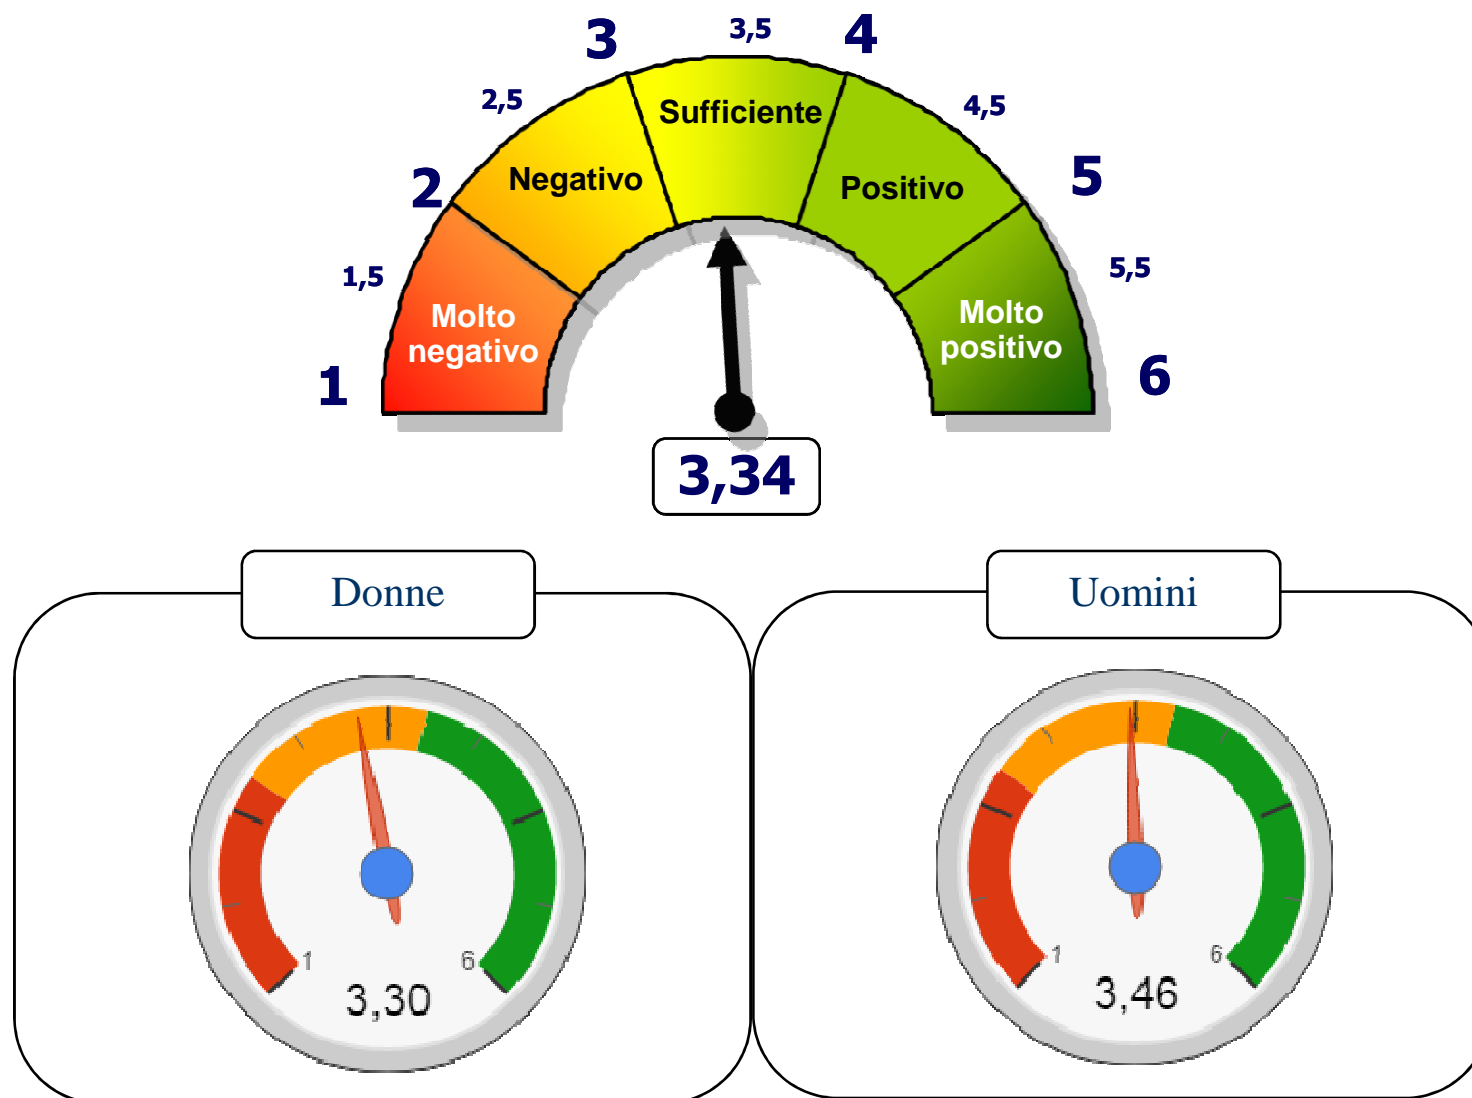 3
3,5
4
2,5
4,5
Sufficiente
2
Negativo
Positivo
5
1,5
5,5
Molto
negativo
Molto
positivo
1
6
3,34
Donne
Uomini
1
6
3,30
1
6
3,46